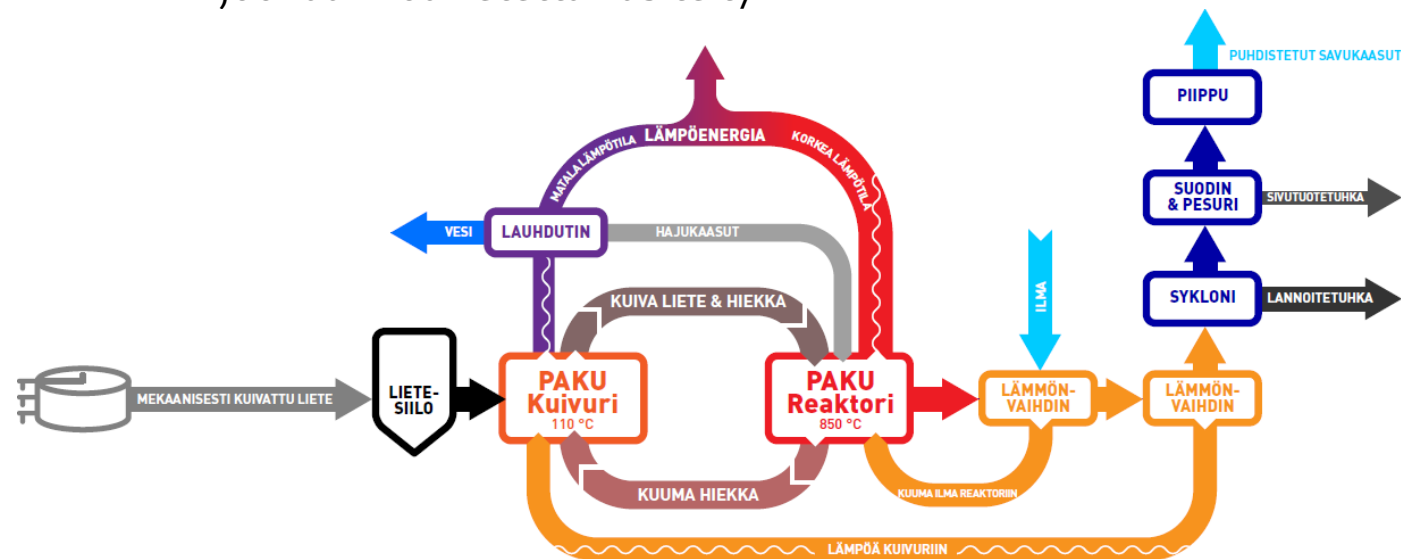 PUHDISTETUT SAVUKAASUT
PIIPPU
MATALA LÄMPÖTILA
LÄMPÖENERGIA
KORKEA LÄMPÖTILA
SUODIN
& PESURI
SIVUTUOTETUHKA
VESI
LAUHDUTIN
HAJUKAASUT
ILMA
SYKLONI
LANNOITETUHKA
KUIVA LIETE & HIEKKA
MEKAANISESTI KUIVATTU LIETE
LIETE-
SIILO
PAKU
Kuivuri
110 °C
PAKU
Reaktori
850 °C
LÄMMÖN-
VAIHDIN
LÄMMÖN-
VAIHDIN
KUUMA HIEKKA
KUUMA ILMA REAKTORIIN
LÄMPÖÄ KUIVURIIN